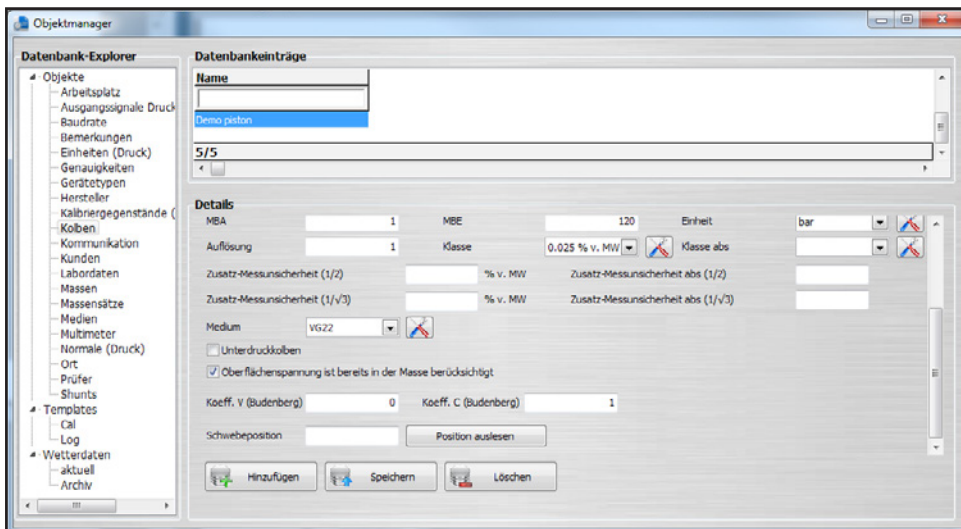 Objektmanager
Datenbank-Explorer
Objekte
Arbeitsplatz
Ausgangssignale Druck
Baudrate
Bemerkungen
Einheiten (Druck)
Genauigkeiten
Gerätetypen
Hersteller
Kalibriergegenstände (
Kolben
Kommunikation
Kunden
Labordaten
Massen
Massensätze
Medien
Multimeter
Normale (Druck)
Ort
Prüfer
Shunts
Templates
Cal
Log
Wetterdaten
aktuell
Archiv
Datenbankeinträge
Name
Demo piston
5/5
Details
MBA 1 MBE 120 Einheit bar
Auflösung 1 Klasse 0.025 % v. MW Klasse abs
Zusatz-Messunsicherheit (1/2) % v. MW Zusatz-Messunsicherheit abs (1/2)
Zusatz-Messunsicherheit (1/√3) % v. MW Zusatz-Messunsicherheit abs (1/√3)
Medium VG22
Unterdruckkolben
Oberflächenspannung ist bereits in der Masse berücksichtigt
Koeff. V (Budenberg) 0 Koeff. C (Budenberg) 1
Schwebeposition Position auslesen
Hinzufügen Speichern Löschen